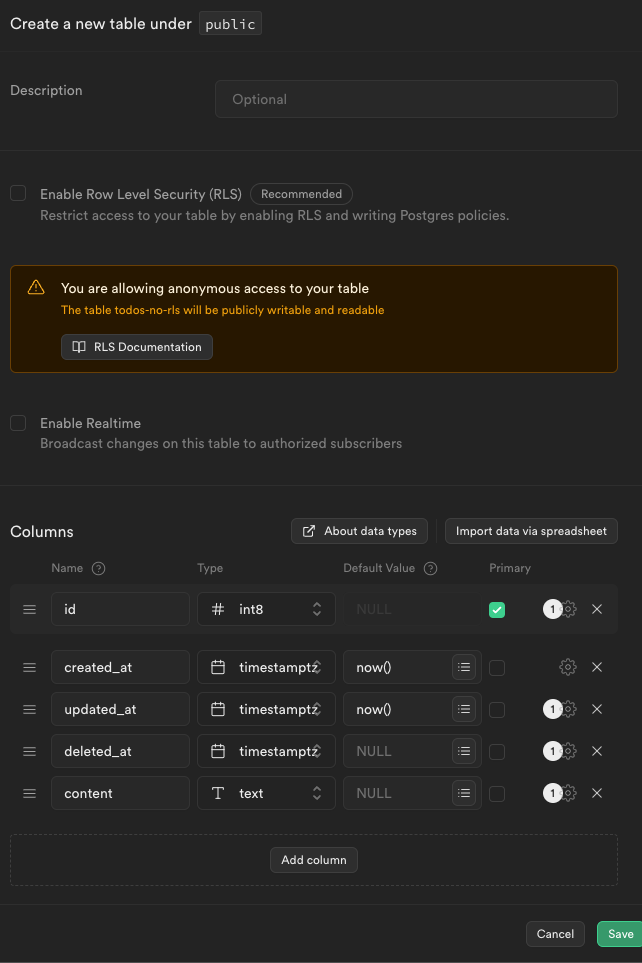 Create a new table under public
Description
Optional
Enable Row Level Security (RLS) Recommended
Restrict access to your table by enabling RLS and writing Postgres policies.
You are allowing anonymous access to your table
The table todos-no-rls will be publicly writable and readable
RLS Documentation
Enable Realtime
Broadcast changes on this table to authorized subscribers
Columns About data types Import data via spreadsheet
Name ? Type Default Value ? Primary
id # int8 NULL 1
created_at timestamptz now()
updated_at timestamptz now() 1
deleted_at timestamptz NULL 1
content T text NULL 1
Add column
Cancel Save